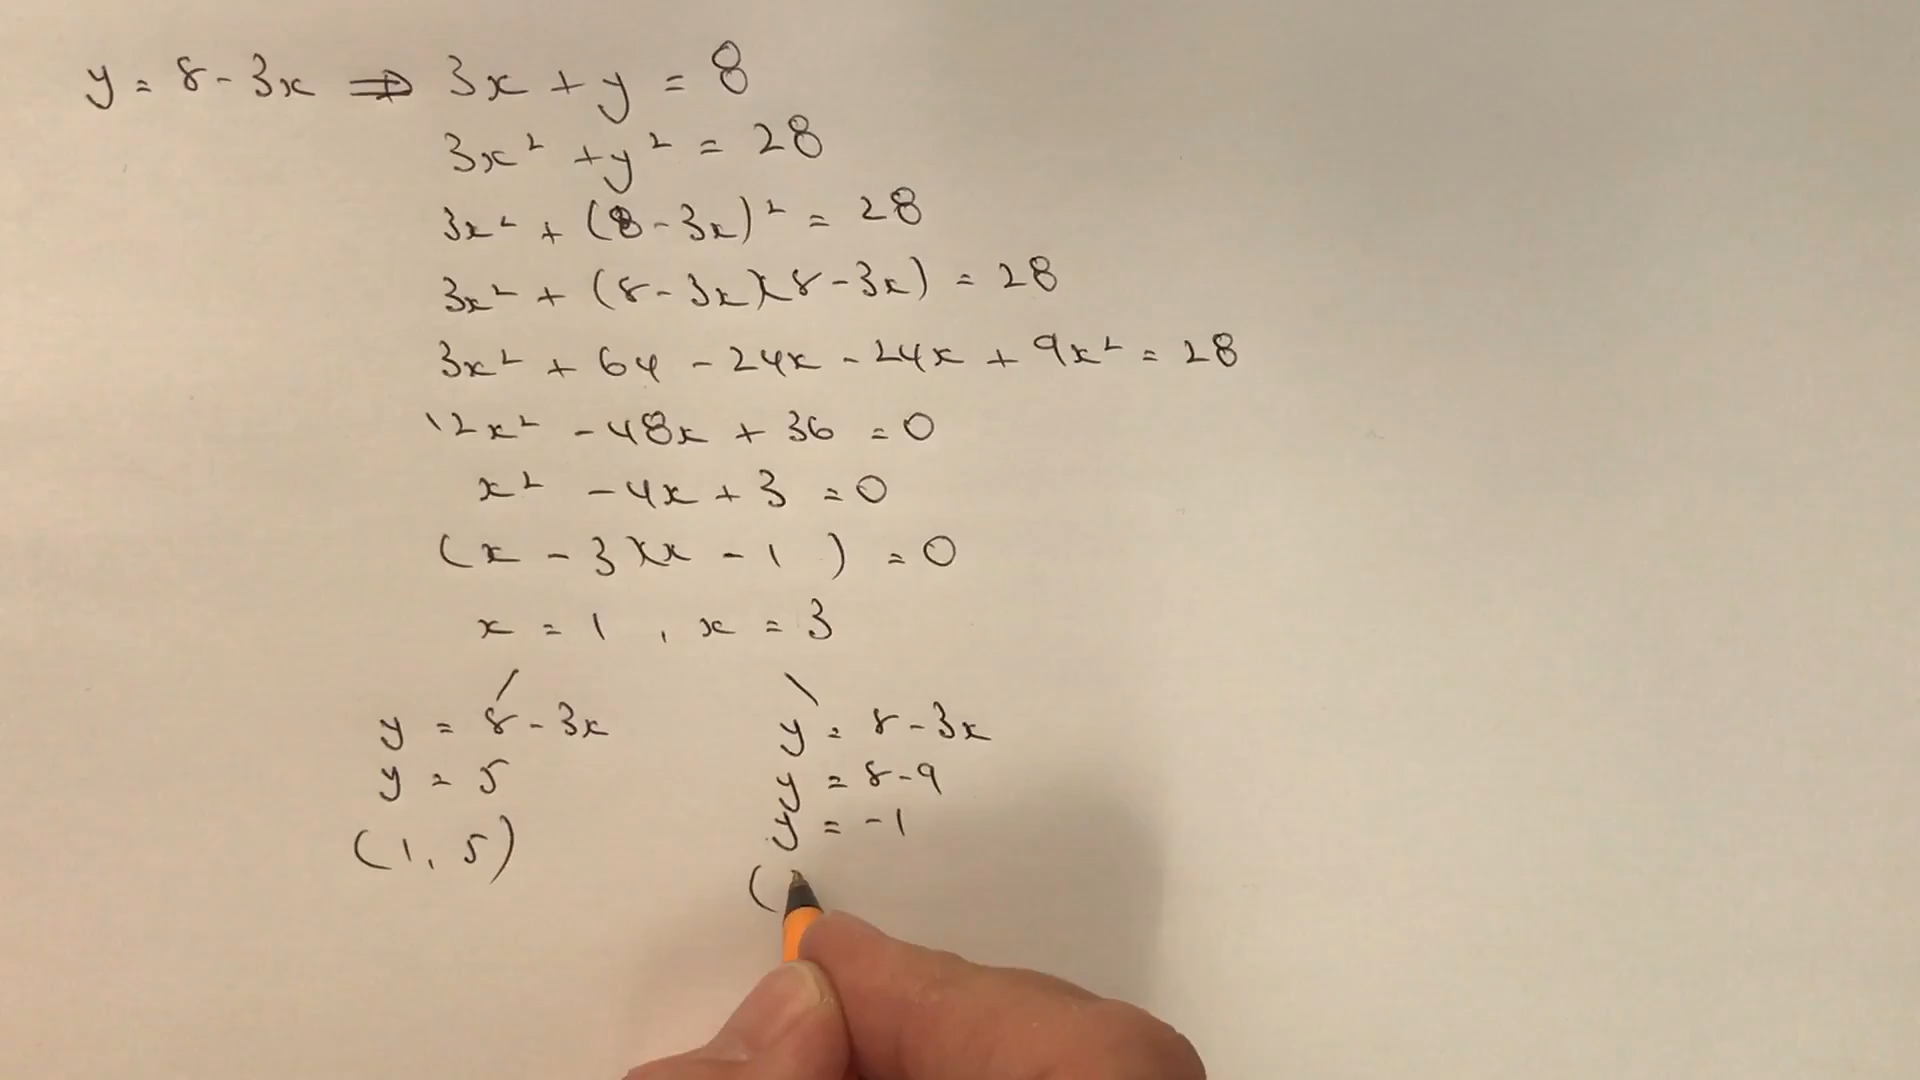 y = 8 - 3x ⇒ 3x + y = 8
3x² + y² = 28
3x² + (8 - 3x)² = 28
3x² + (8 - 3x)(8 - 3x) = 28
3x² + 64 - 24x - 24x + 9x² = 28
12x² - 48x + 36 = 0
x² - 4x + 3 = 0
(x - 3)(x - 1 ) = 0
x = 1 , x = 3
y = 8 - 3x y = 8 - 3x
y = 5 y = 8 - 9
y = -1
(1, 5) (